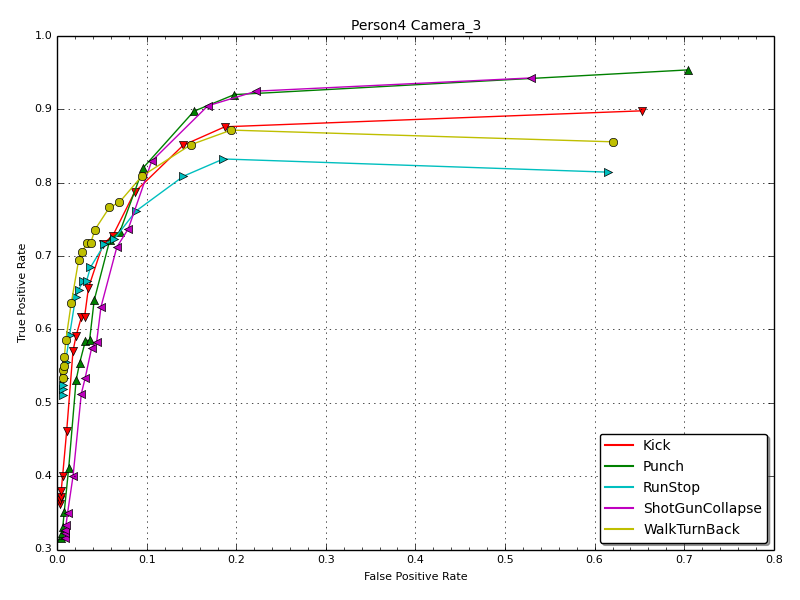 Person4 Camera_3
1.0
0.9
0.8
0.7
0.6
0.5
0.4
0.3
True Positive Rate
0.0 0.1 0.2 0.3 0.4 0.5 0.6 0.7 0.8
False Positive Rate
Kick
Punch
RunStop
ShotGunCollapse
WalkTurnBack